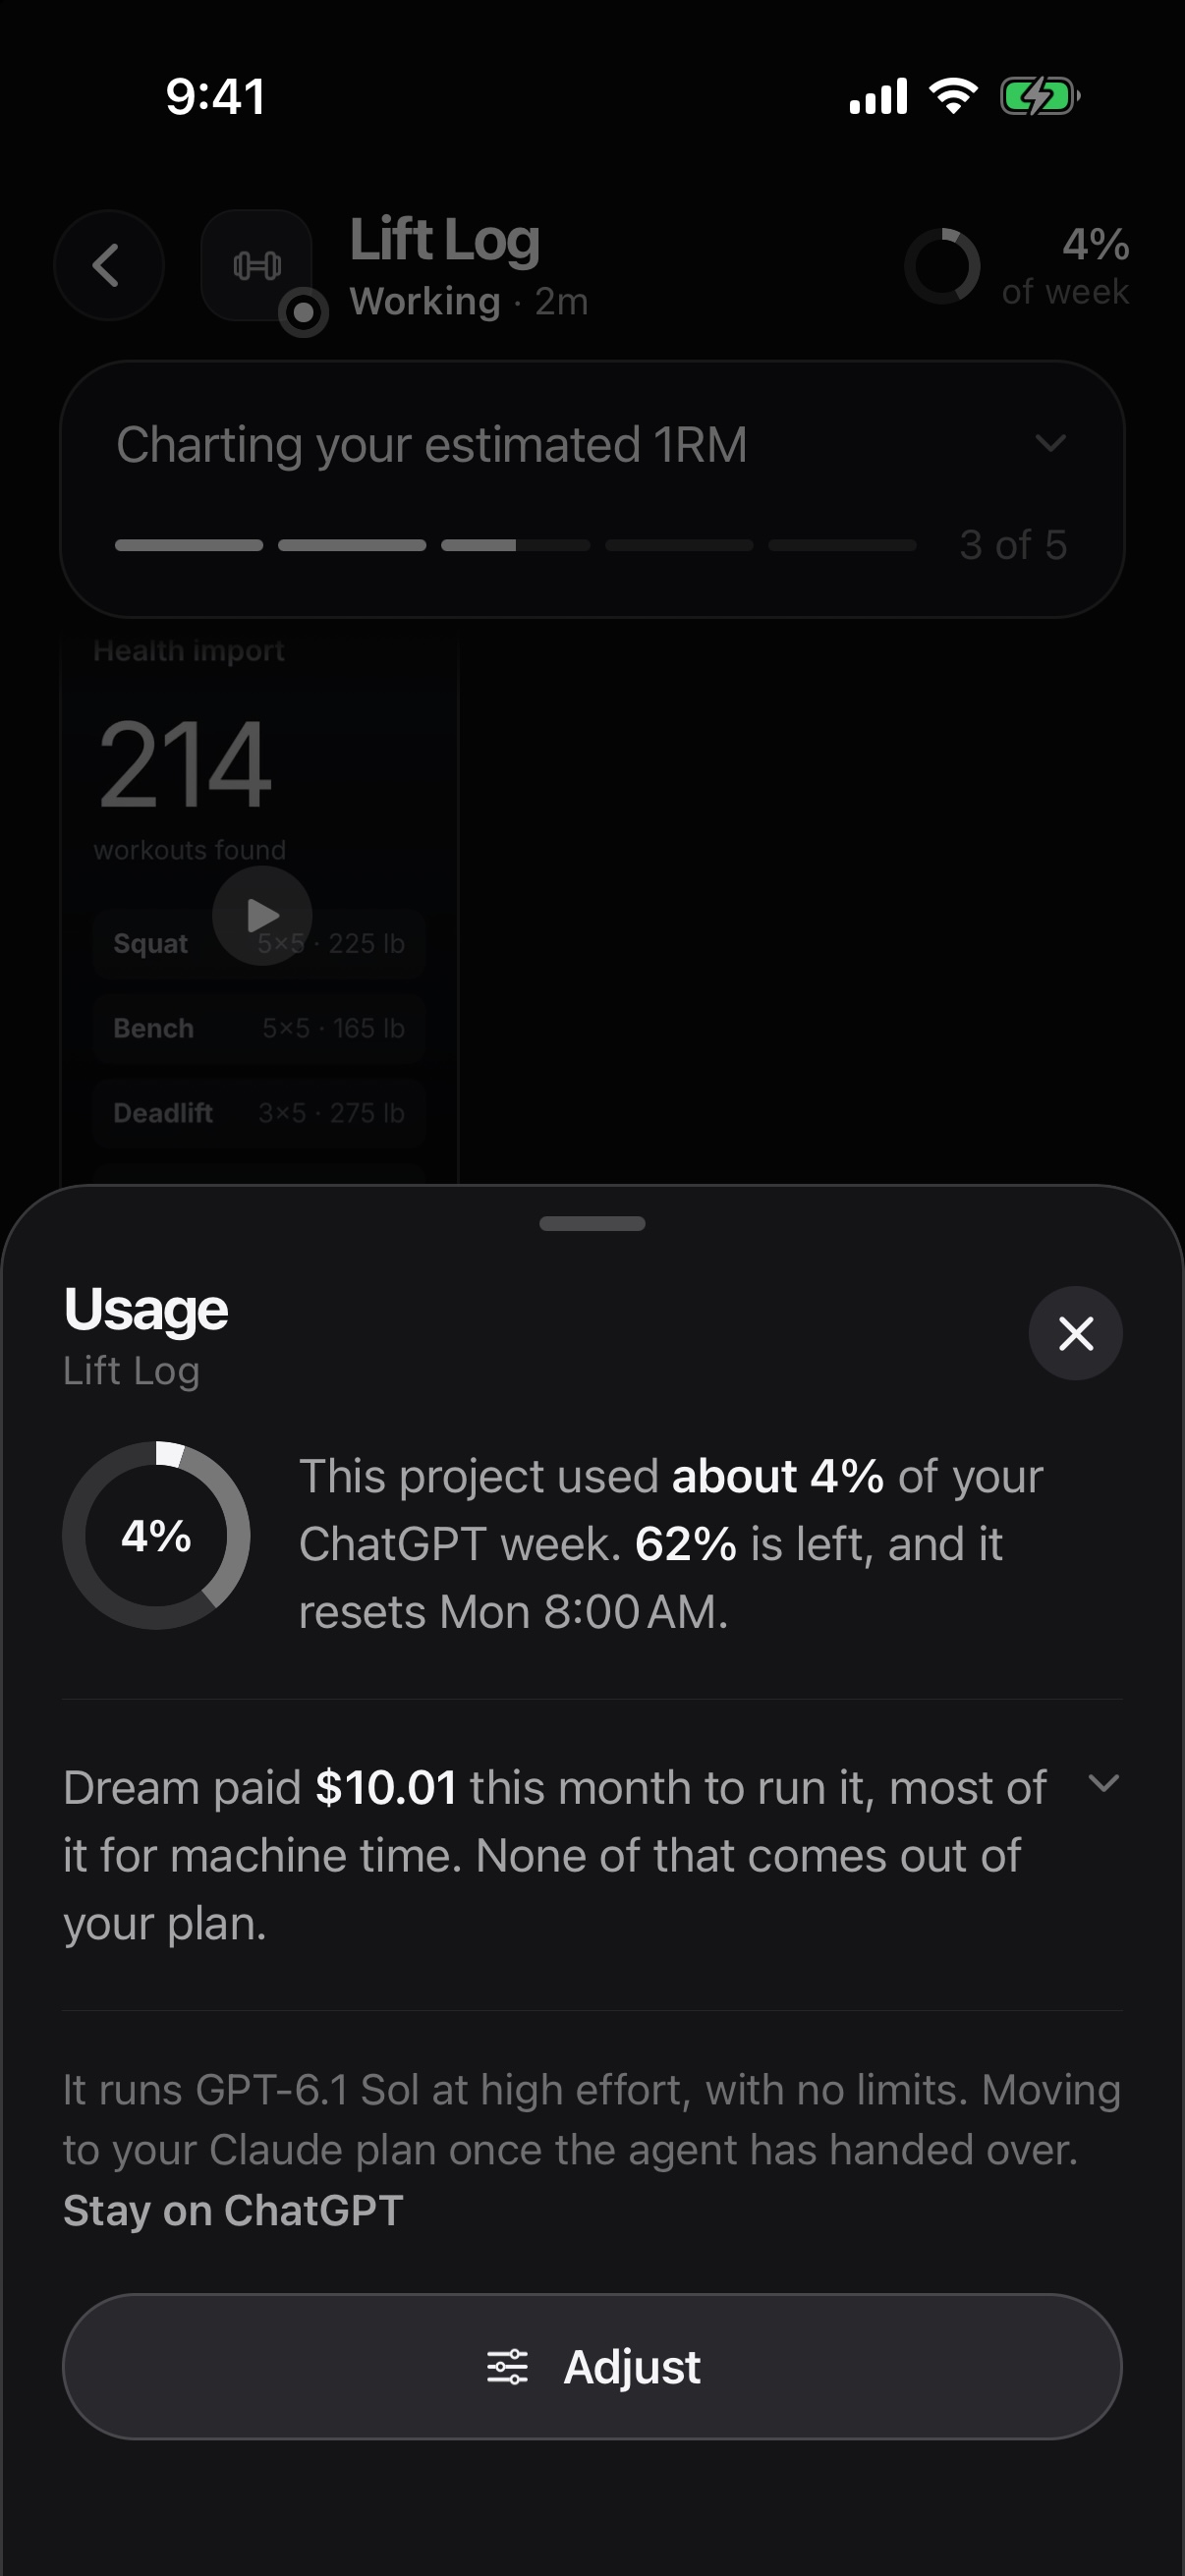 9:41
Lift Log
Working · 2m
4%
of week
Charting your estimated 1RM
3 of 5
Health import
214
workouts found
Squat 5×5 · 225 lb
Bench 5×5 · 165 lb
Deadlift 3×5 · 275 lb
Usage
Lift Log
4%
This project used about 4% of your
ChatGPT week. 62% is left, and it
resets Mon 8:00 AM.
Dream paid $10.01 this month to run it, most of
it for machine time. None of that comes out of
your plan.
It runs GPT-6.1 Sol at high effort, with no limits. Moving
to your Claude plan once the agent has handed over.
Stay on ChatGPT
Adjust